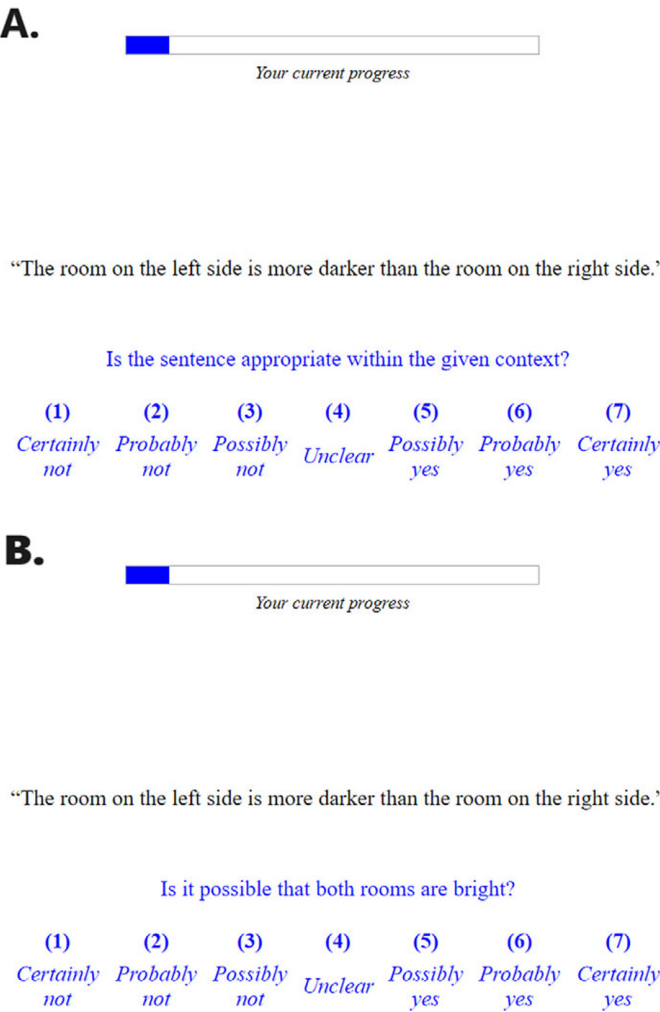 A.
Your current progress
“The room on the left side is more darker than the room on the right side.’
Is the sentence appropriate within the given context?
(1) (2) (3) (4) (5) (6) (7)
Certainly Probably Possibly Unclear Possibly Probably Certainly
not not not yes yes yes
B.
Your current progress
“The room on the left side is more darker than the room on the right side.’
Is it possible that both rooms are bright?
(1) (2) (3) (4) (5) (6) (7)
Certainly Probably Possibly Unclear Possibly Probably Certainly
not not not yes yes yes